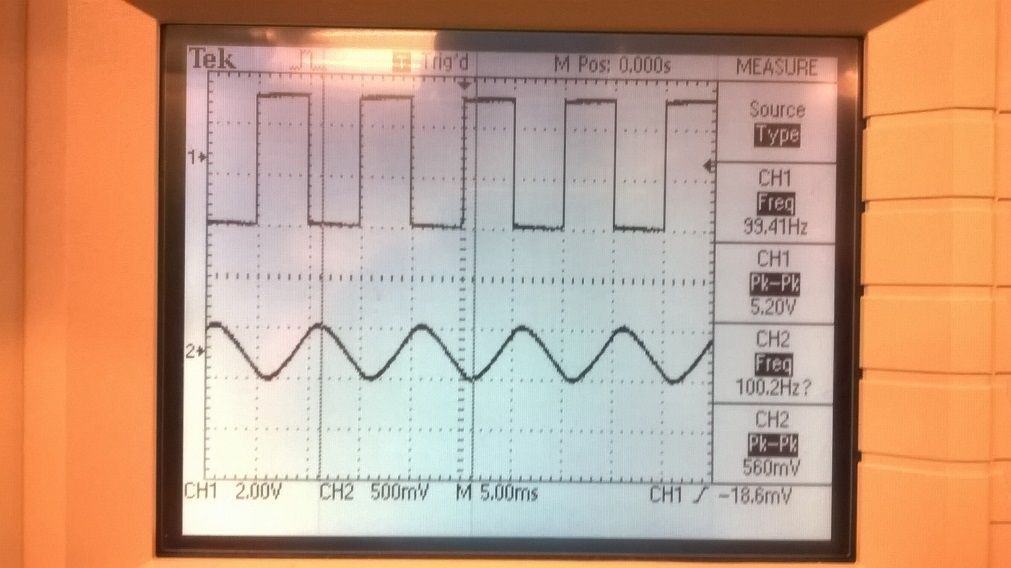 Tek T Trig'd M Pos: 0.000s MEASURE
Source
Type
1
CH1
Freq
99.41Hz
CH1
Pk-Pk
5.20V
2
CH2
Freq
100.2Hz?
CH2
Pk-Pk
560mV
CH1 2.00V CH2 500mV M 5.00ms CH1 -18.6mV